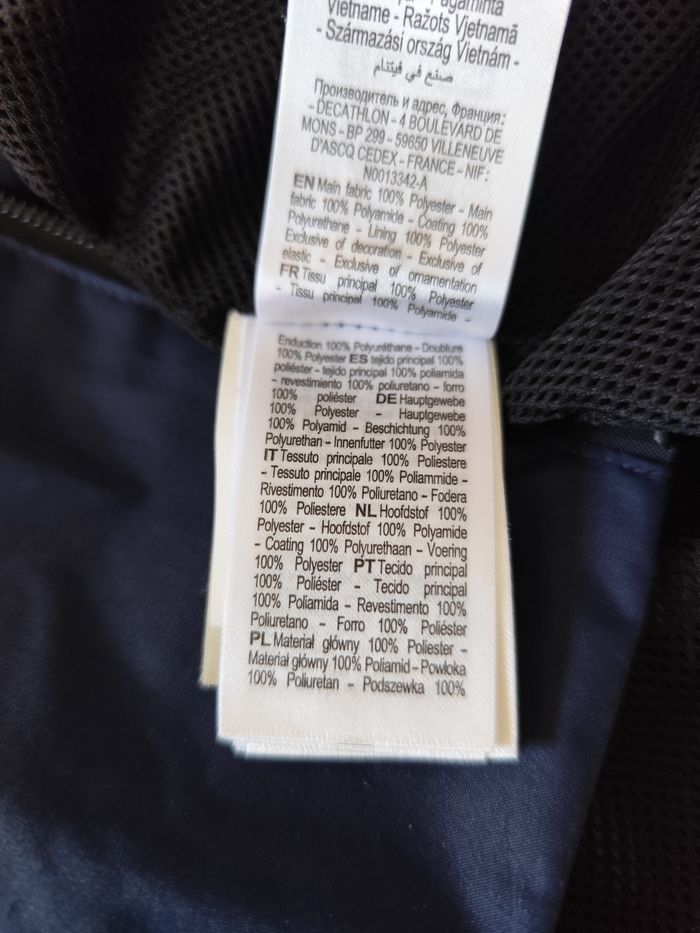 Vietname - Ražots Vjetnamā
- Származási ország Vietnám -
صنع في فيتنام
Производитель и адрес, Франция:
- DECATHLON - 4 BOULEVARD DE
MONS - BP 299 - 59650 VILLENEUVE
D'ASCQ CEDEX - FRANCE - NIF:
N0013342-A
EN Main fabric 100% Polyester - Main
fabric 100% Polyamide - Coating 100%
Polyurethane - Lining 100% Polyester
Exclusive of decoration - Exclusive of
elastic - Exclusive of ornamentation
FR Tissu principal 100% Polyester
- Tissu principal 100% Polyamide -
Enduction 100% Polyuréthane - Doublure
100% Polyester ES tejido principal 100%
poliéster - tejido principal 100% poliamida
- revestimiento 100% poliuretano - forro
100% poliéster DE Hauptgewebe
100% Polyester - Hauptgewebe
100% Polyamid - Beschichtung 100%
Polyurethan - Innenfutter 100% Polyester
IT Tessuto principale 100% Poliestere
- Tessuto principale 100% Poliammide -
Rivestimento 100% Poliuretano - Fodera
100% Poliestere NL Hoofdstof 100%
Polyester - Hoofdstof 100% Polyamide
- Coating 100% Polyurethaan - Voering
100% Polyester PT Tecido principal
100% Poliéster - Tecido principal
100% Poliamida - Revestimento 100%
Poliuretano - Forro 100% Poliéster
PL Materiał główny 100% Poliester -
Materiał główny 100% Poliamid - Powłoka
100% Poliuretan - Podszewka 100%